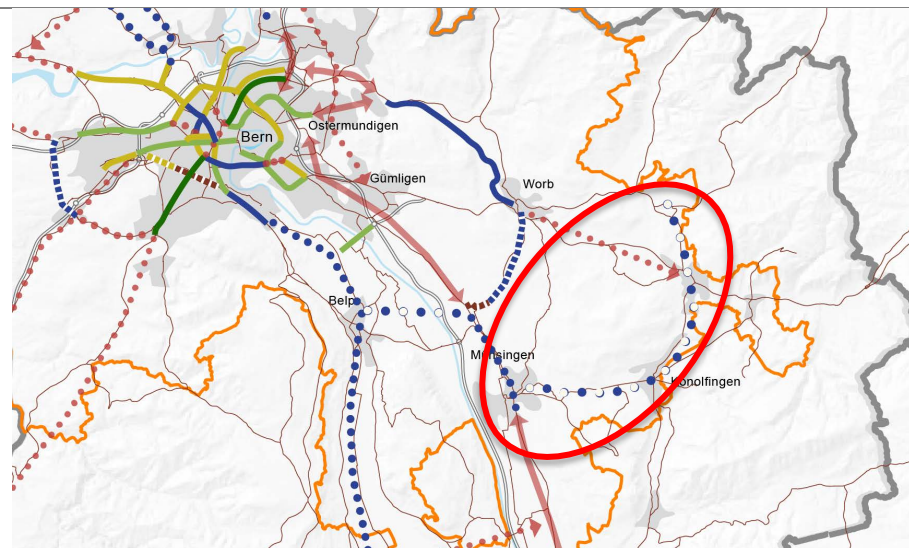 Ostermundigen
Bern
Gümligen
Worb
Belp
Münsingen
Konolfingen